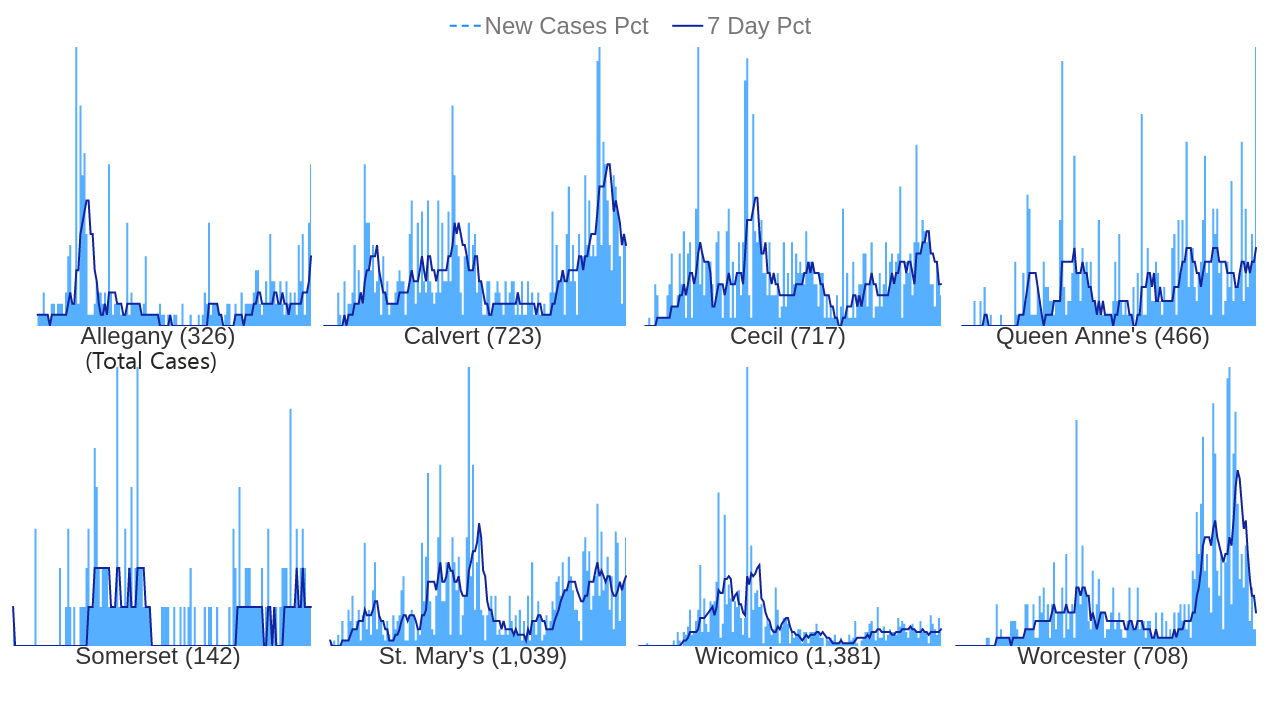 New Cases Pct 7 Day Pct
Allegany (326) Calvert (723) Cecil (717) Queen Anne's (466)
(Total Cases)
Somerset (142) St. Mary's (1,039) Wicomico (1,381) Worcester (708)